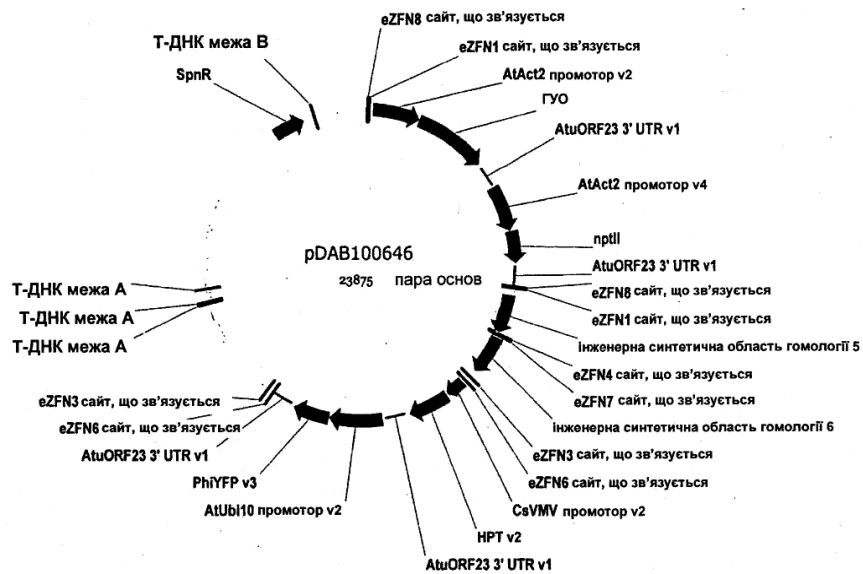 eZFN8 сайт, що зв'язується
Т-ДНК межа B
eZFN1 сайт, що зв'язується
SpnR
AtAct2 промотор v2
ГУО
AtuORF23 3' UTR v1
AtAct2 промотор v4
nptII
pDAB100646
23875 пара основ
AtuORF23 3' UTR v1
Т-ДНК межа A
eZFN8 сайт, що зв'язується
Т-ДНК межа A
eZFN1 сайт, що зв'язується
Т-ДНК межа A
інженерна синтетична область гомології 5
eZFN4 сайт, що зв'язується
eZFN3 сайт, що зв'язується
eZFN7 сайт, що зв'язується
eZFN6 сайт, що зв'язується
інженерна синтетична область гомології 6
AtuORF23 3' UTR v1
eZFN3 сайт, що зв'язується
PhiYFP v3
eZFN6 сайт, що зв'язується
AtUbi10 промотор v2
CsVMV промотор v2
HPT v2
AtuORF23 3' UTR v1